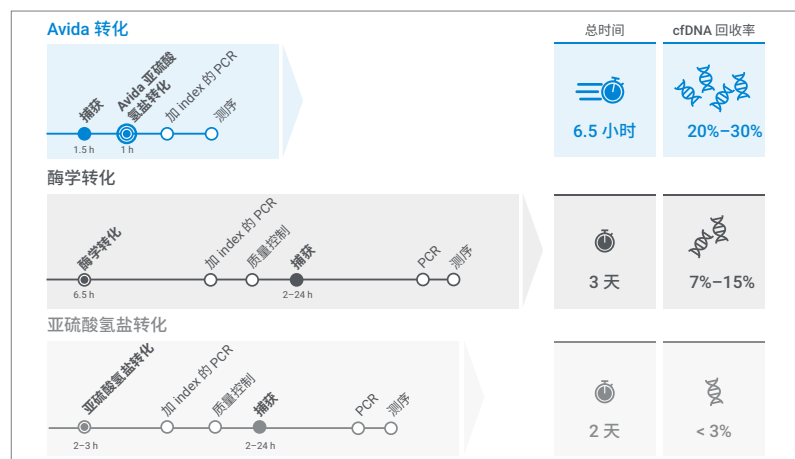 Avida 转化
总时间
cfDNA 回收率
捕获
Avida 亚硫酸
氢盐转化
加 index 的 PCR
测序
1.5 h
1 h
6.5 小时
20%–30%
酶学转化
酶学转化
加 index 的 PCR
质量控制
捕获
PCR
测序
6.5 h
2–24 h
3 天
7%–15%
亚硫酸氢盐转化
亚硫酸氢盐转化
加 index 的 PCR
质量控制
捕获
PCR
测序
2–3 h
2–24 h
2 天
< 3%